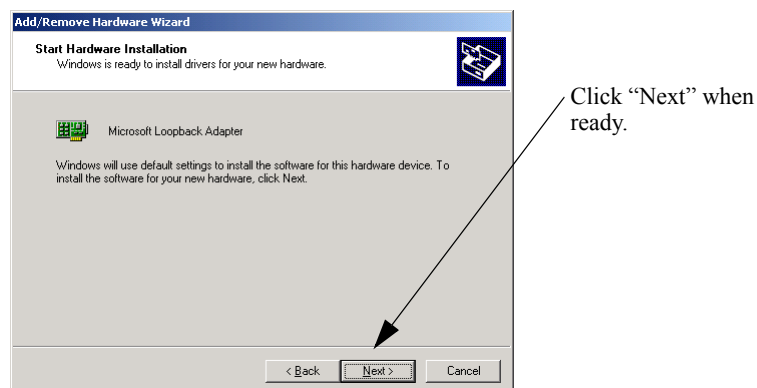 Add/Remove Hardware Wizard
Start Hardware Installation
Windows is ready to install drivers for your new hardware.
Click “Next” when
ready.
Microsoft Loopback Adapter
Windows will use default settings to install the software for this hardware device. To
install the software for your new hardware, click Next.
< Back
Next >
Cancel